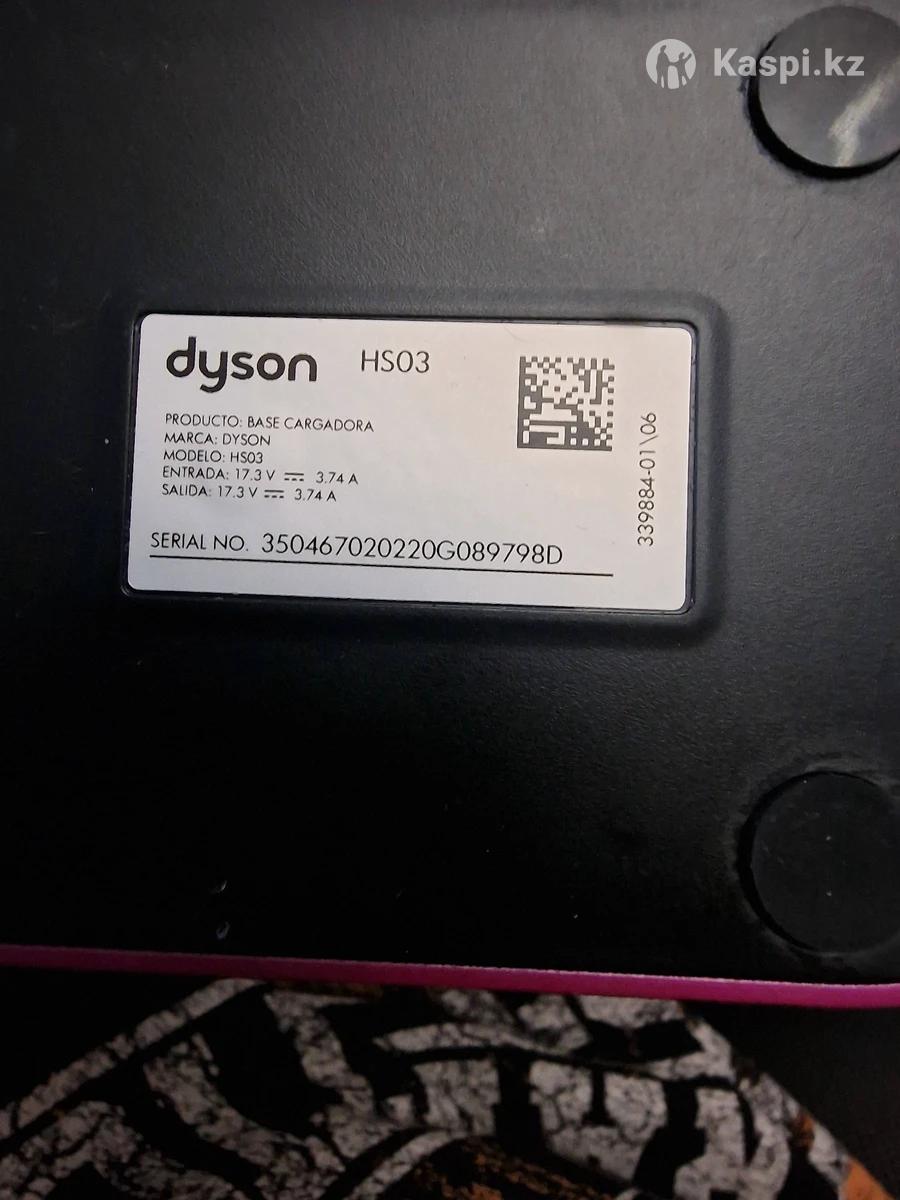 Kaspi.kz
dyson HS03
PRODUCTO: BASE CARGADORA
MARCA: DYSON
MODELO: HS03
ENTRADA: 17.3 V ⎓ 3.74 A
SALIDA: 17.3 V ⎓ 3.74 A
SERIAL NO. 350467020220G089798D
339884-01\06